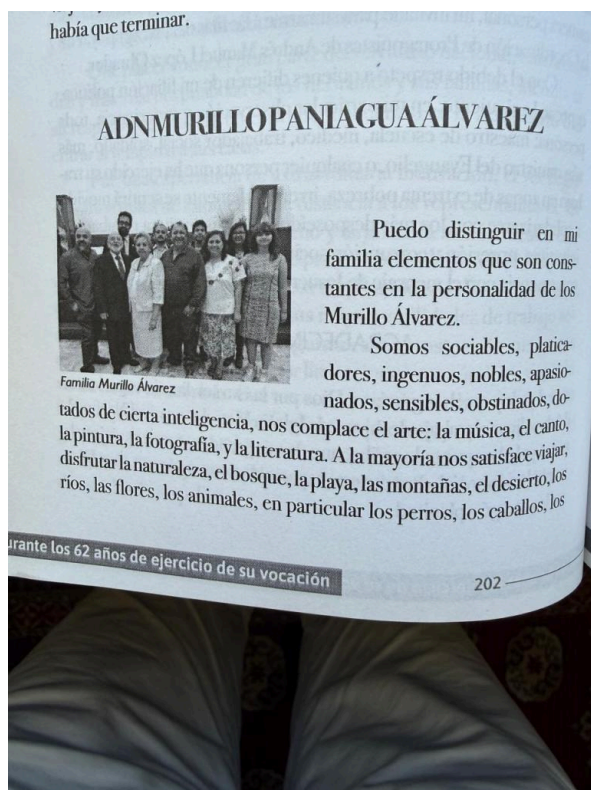 había que terminar.
ADN MURILLO PANIAGUA ÁLVAREZ
Puedo distinguir en mi
familia elementos que son cons-
tantes en la personalidad de los
Murillo Álvarez.
Somos sociables, platica-
dores, ingenuos, nobles, apasio-
nados, sensibles, obstinados, do-
Familia Murillo Álvarez
tados de cierta inteligencia, nos complace el arte: la música, el canto,
la pintura, la fotografía, y la literatura. A la mayoría nos satisface viajar,
disfrutar la naturaleza, el bosque, la playa, las montañas, el desierto, los
ríos, las flores, los animales, en particular los perros, los caballos, los
urante los 62 años de ejercicio de su vocación
202